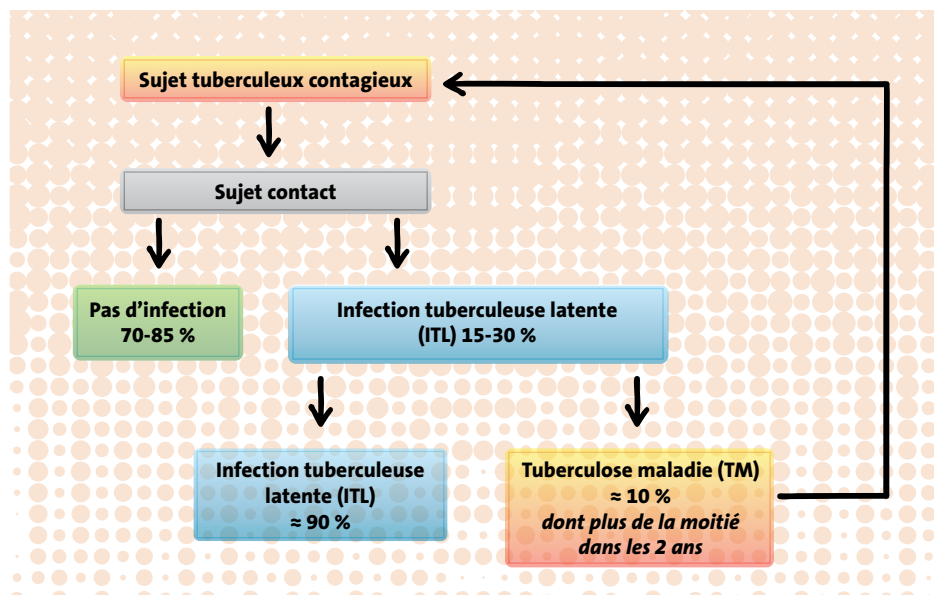 Sujet tuberculeux contagieux
Sujet contact
Pas d’infection
70-85 %
Infection tuberculeuse latente
(ITL) 15-30 %
Infection tuberculeuse
latente (ITL)
≈ 90 %
Tuberculose maladie (TM)
≈ 10 %
dont plus de la moitié
dans les 2 ans